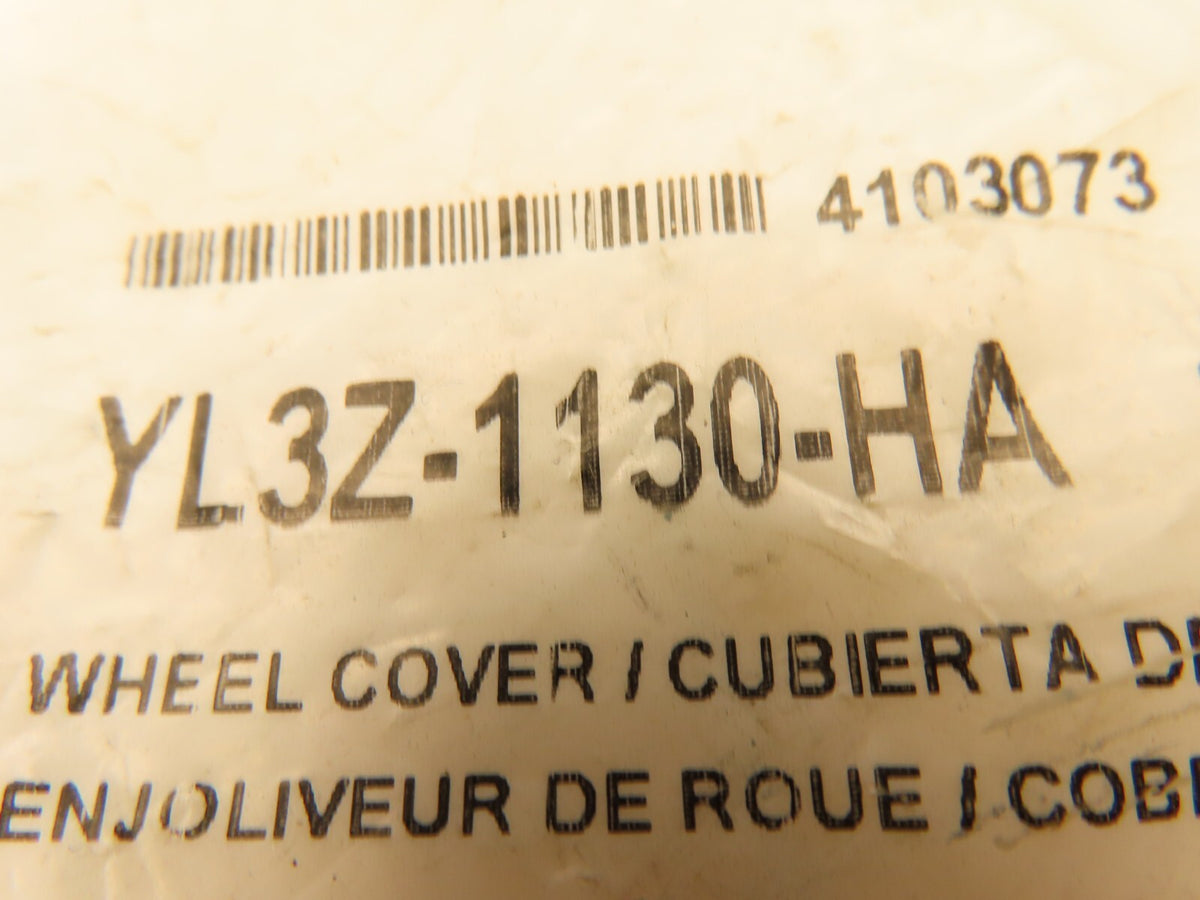 4103073
YL3Z-1130-HA
WHEEL COVER / CUBIERTA
ENJOLIVEUR DE ROUE /